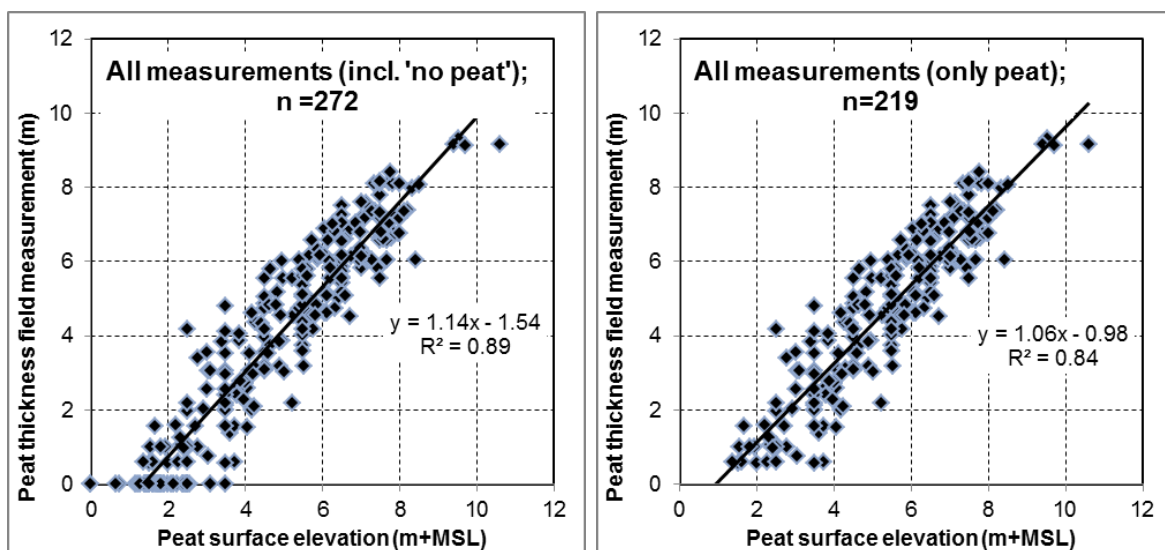 All measurements (incl. 'no peat');
n =272
y = 1.14x - 1.54
R² = 0.89
Peat thickness field measurement (m)
12
10
8
6
4
2
0
0 2 4 6 8 10 12
Peat surface elevation (m+MSL)
All measurements (only peat);
n=219
y = 1.06x - 0.98
R² = 0.84
Peat thickness field measurement (m)
12
10
8
6
4
2
0
0 2 4 6 8 10 12
Peat surface elevation (m+MSL)